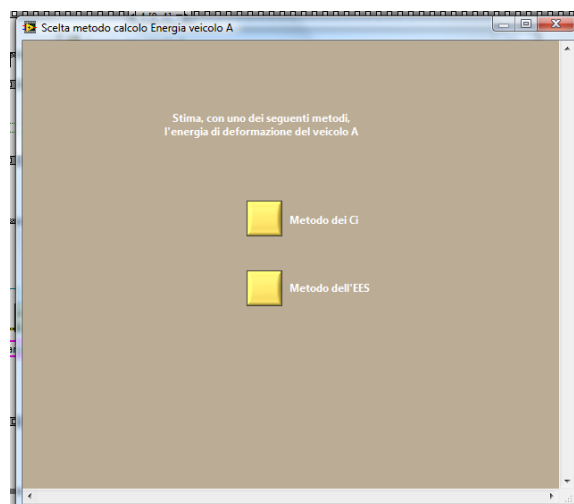 Scelta metodo calcolo Energia veicolo A
Stima, con uno dei seguenti metodi,
l'energia di deformazione del veicolo A
Metodo dei Ci
Metodo dell'EES